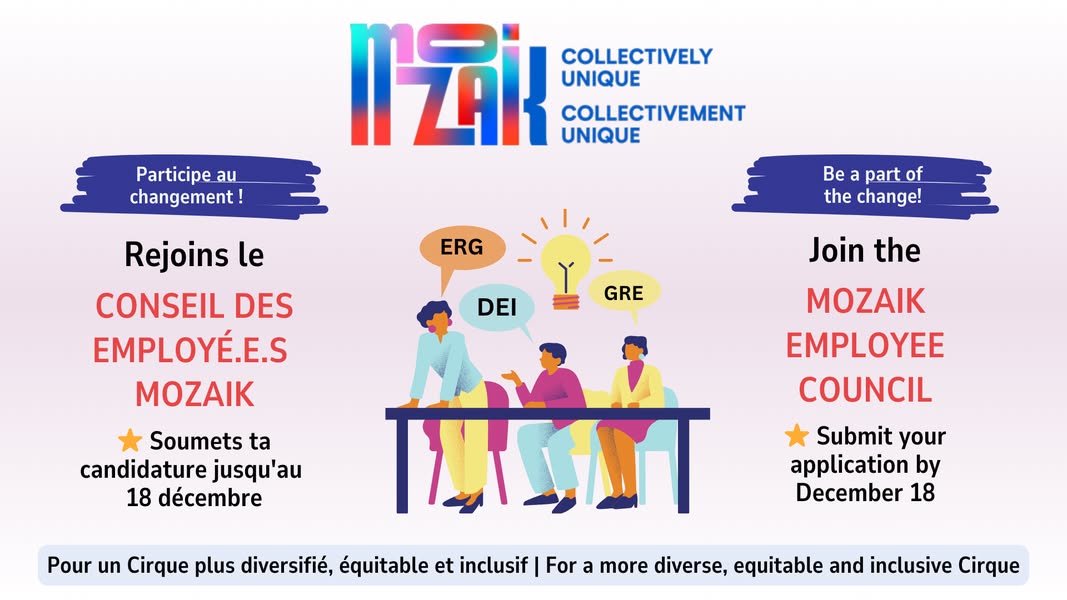 MOZAIK
COLLECTIVELY
UNIQUE
COLLECTIVEMENT
UNIQUE
Participe au
changement !
Rejoins le
CONSEIL DES
EMPLOYÉ.E.S
MOZAIK
⭐ Soumets ta
candidature jusqu'au
18 décembre
ERG
DEI
GRE
Be a part of
the change!
Join the
MOZAIK
EMPLOYEE
COUNCIL
⭐ Submit your
application by
December 18
Pour un Cirque plus diversifié, équitable et inclusif | For a more diverse, equitable and inclusive Cirque